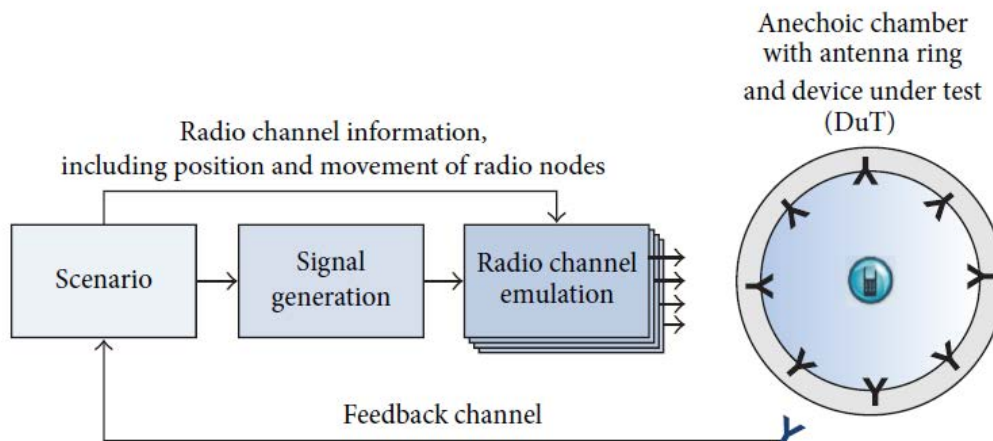 Anechoic chamber
with antenna ring
and device under test
(DuT)
Radio channel information,
including position and movement of radio nodes
Scenario
Signal
generation
Radio channel
emulation
Feedback channel